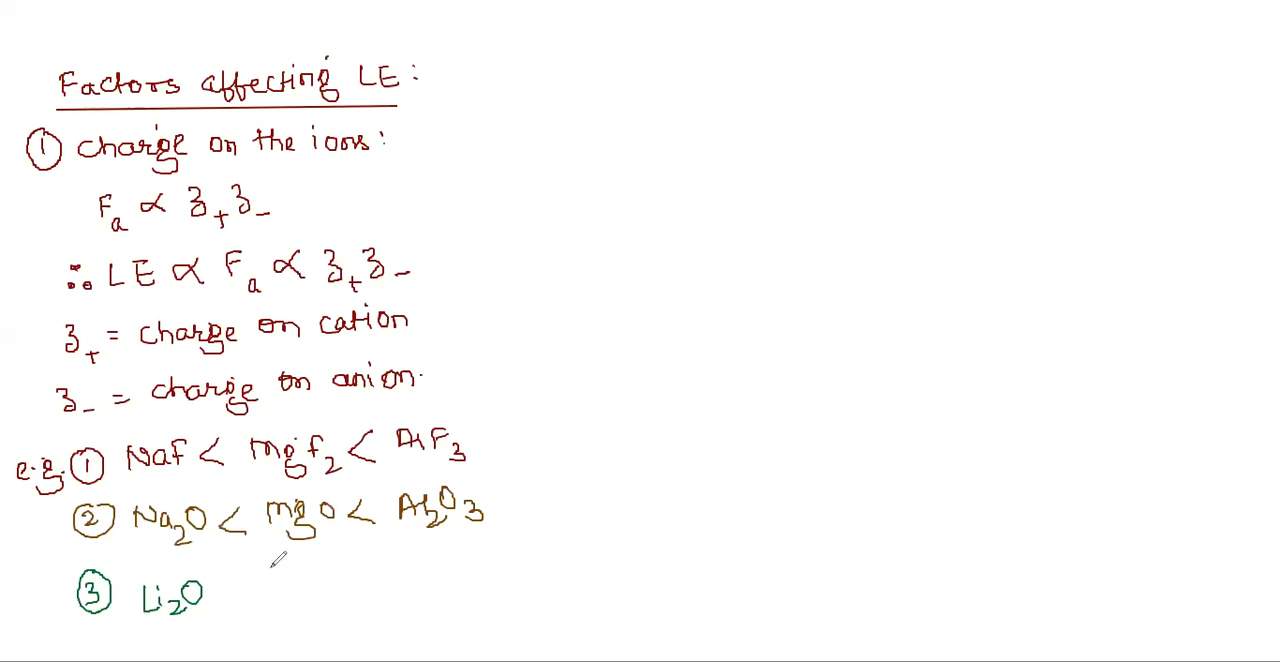 Factors affecting LE:
① charge on the ions:
Fₐ ∝ z₊z₋
∴ LE ∝ Fₐ ∝ z₊z₋
z₊ = charge on cation
z₋ = charge on anion.
e.g. ① NaF < MgF₂ < AlF₃
② Na₂O < MgO < Al₂O₃
③ Li₂O